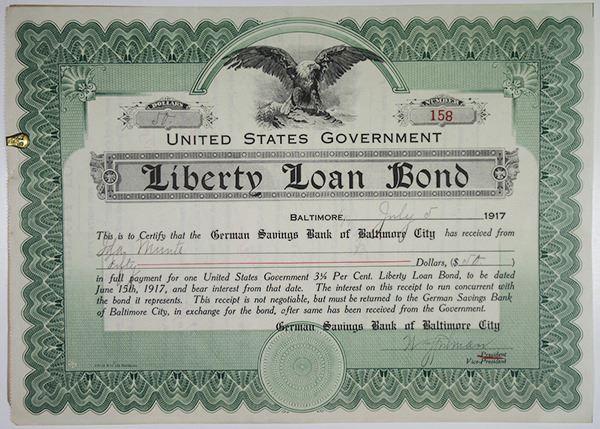 DOLLARS
50
NUMBER
158
UNITED STATES GOVERNMENT
Liberty Loan Bond
BALTIMORE, July 5 1917
This is to Certify that the German Savings Bank of Baltimore City has received from
Fifty Dollars, ($ 50 )
in full payment for one United States Government 3½ Per Cent. Liberty Loan Bond, to be dated
June 15th, 1917, and bear interest from that date. The interest on this receipt to run concurrent with
the bond it represents. This receipt is not negotiable, but must be returned to the German Savings Bank
of Baltimore City, in exchange for the bond, after same has been received from the Government.
German Savings Bank of Baltimore City
President
Vice-President